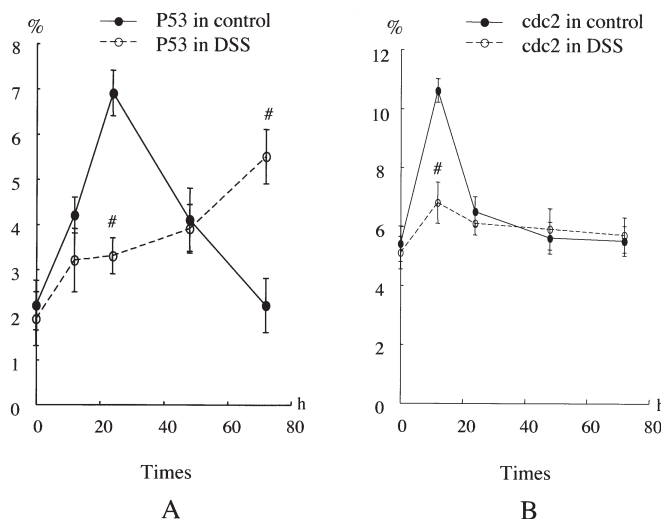 % P53 in control
P53 in DSS
8
7
#
6
5
#
4
3
2
1
0
h
0 20 40 60 80
Times
A
% cdc2 in control
cdc2 in DSS
12
10
8
#
6
4
2
0
h
0 20 40 60 80
Times
B